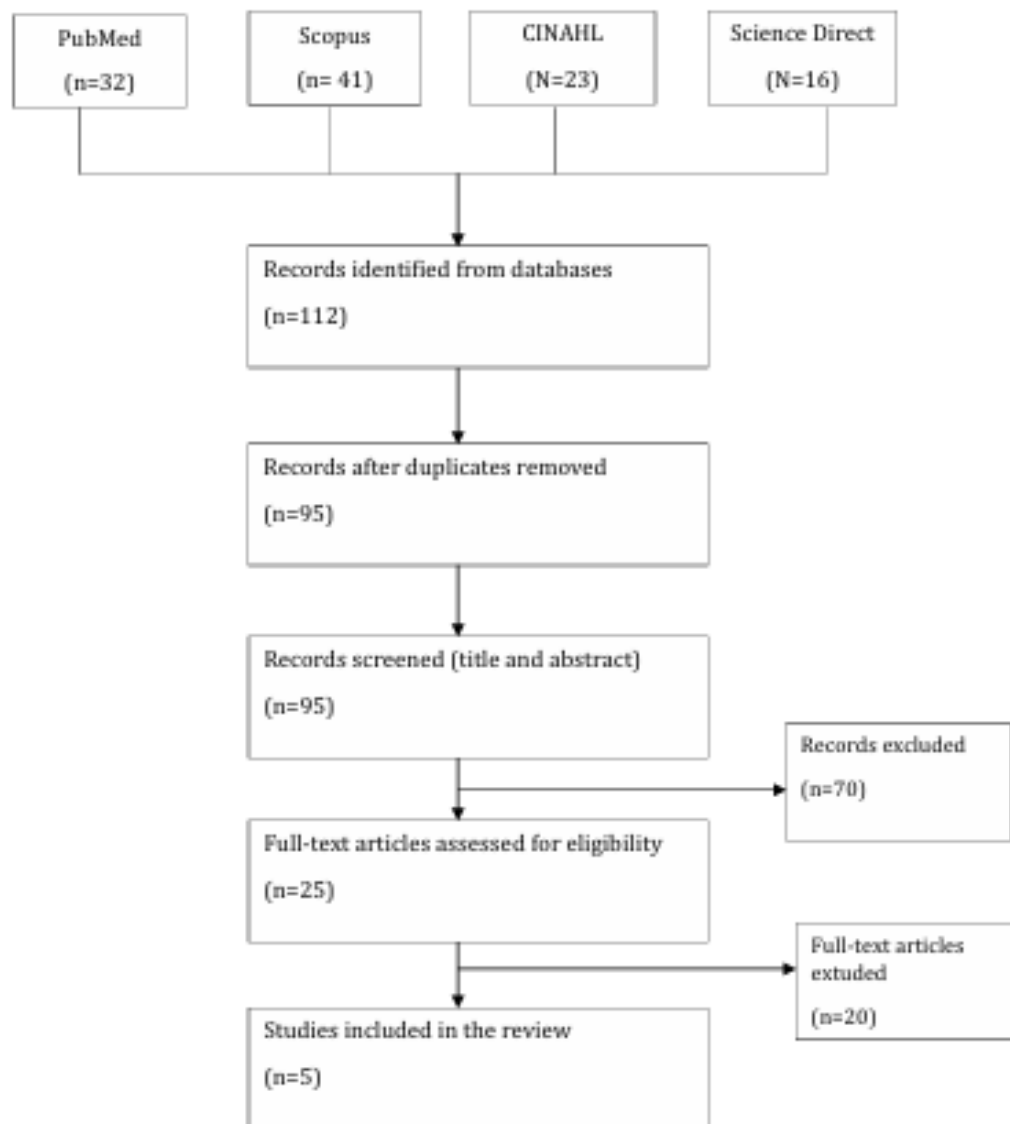 PubMed
(n=32)
Scopus
(n= 41)
CINAHL
(N=23)
Science Direct
(N=16)
Records identified from databases
(n=112)
Records after duplicates removed
(n=95)
Records screened (title and abstract)
(n=95)
Records excluded
(n=70)
Full-text articles assessed for eligibility
(n=25)
Full-text articles
extuded
(n=20)
Studies included in the review
(n=5)